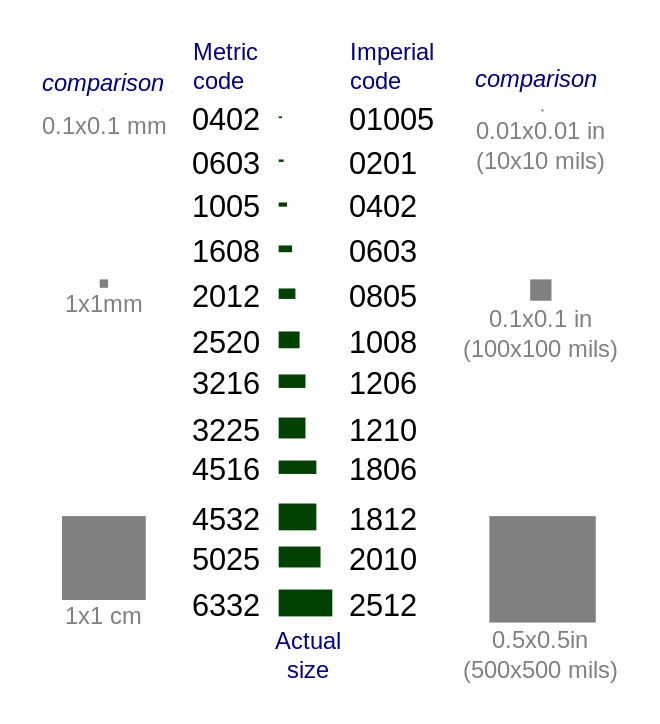 Metric
code
Imperial
code
comparison
comparison
0402
01005
0.1x0.1 mm
0.01x0.01 in
(10x10 mils)
0603
0201
1005
0402
1608
0603
2012
0805
1x1mm
0.1x0.1 in
(100x100 mils)
2520
1008
3216
1206
3225
1210
4516
1806
4532
1812
5025
2010
6332
2512
1x1 cm
0.5x0.5in
(500x500 mils)
Actual
size